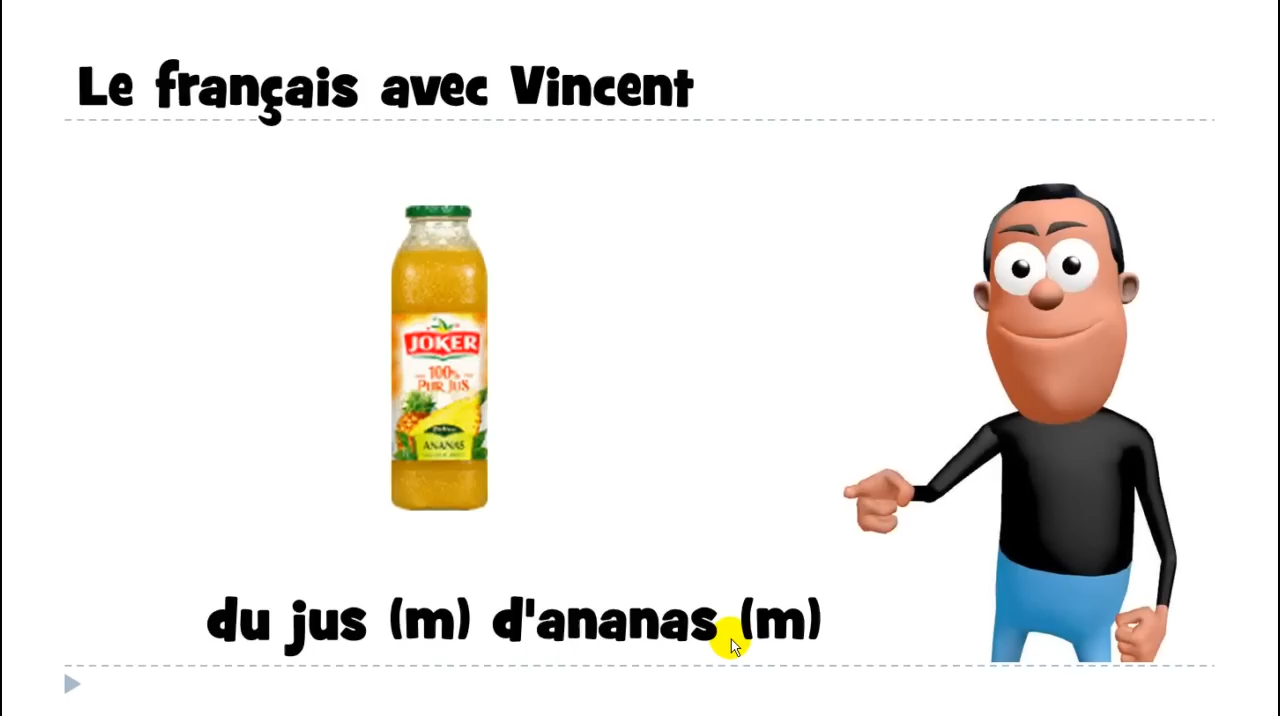 Le français avec Vincent
JOKER
100%
PUR JUS
ANANAS
du jus (m) d'ananas (m)